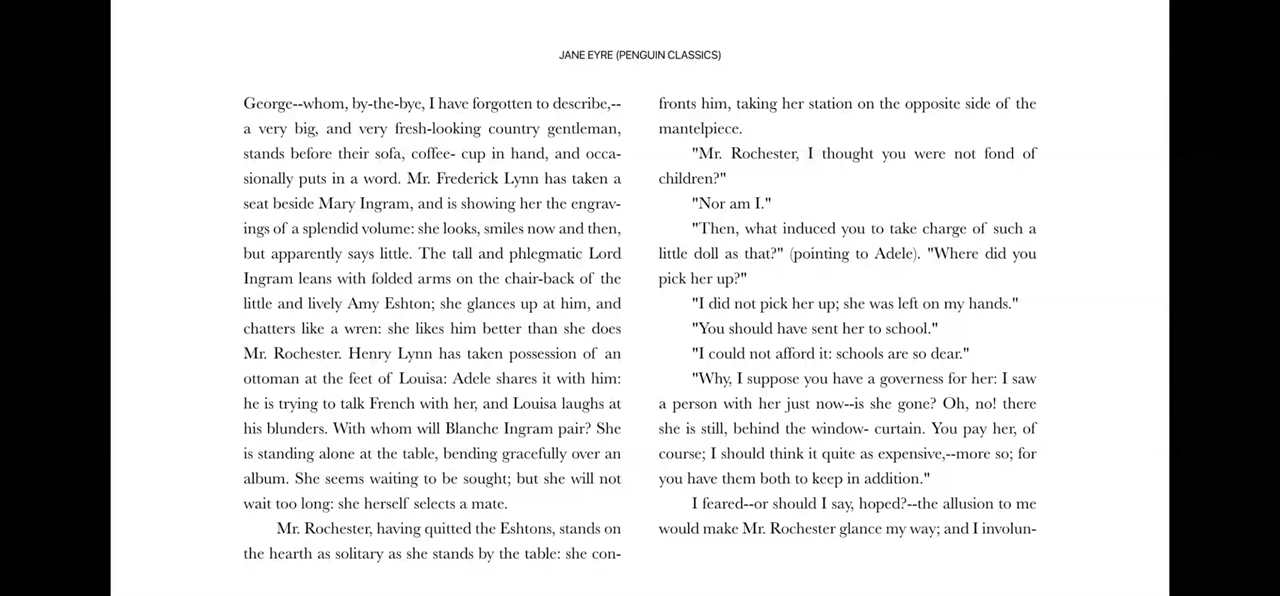 JANE EYRE (PENGUIN CLASSICS)
George--whom, by-the-bye, I have forgotten to describe,--
a very big, and very fresh-looking country gentleman,
stands before their sofa, coffee- cup in hand, and occa-
sionally puts in a word. Mr. Frederick Lynn has taken a
seat beside Mary Ingram, and is showing her the engrav-
ings of a splendid volume: she looks, smiles now and then,
but apparently says little. The tall and phlegmatic Lord
Ingram leans with folded arms on the chair-back of the
little and lively Amy Eshton; she glances up at him, and
chatters like a wren: she likes him better than she does
Mr. Rochester. Henry Lynn has taken possession of an
ottoman at the feet of Louisa: Adele shares it with him:
he is trying to talk French with her, and Louisa laughs at
his blunders. With whom will Blanche Ingram pair? She
is standing alone at the table, bending gracefully over an
album. She seems waiting to be sought; but she will not
wait too long: she herself selects a mate.
Mr. Rochester, having quitted the Eshtons, stands on
the hearth as solitary as she stands by the table: she con-
fronts him, taking her station on the opposite side of the
mantelpiece.
"Mr. Rochester, I thought you were not fond of
children?"
"Nor am I."
"Then, what induced you to take charge of such a
little doll as that?" (pointing to Adele). "Where did you
pick her up?"
"I did not pick her up; she was left on my hands."
"You should have sent her to school."
"I could not afford it: schools are so dear."
"Why, I suppose you have a governess for her: I saw
a person with her just now--is she gone? Oh, no! there
she is still, behind the window- curtain. You pay her, of
course; I should think it quite as expensive,--more so; for
you have them both to keep in addition."
I feared--or should I say, hoped?--the allusion to me
would make Mr. Rochester glance my way; and I involun-